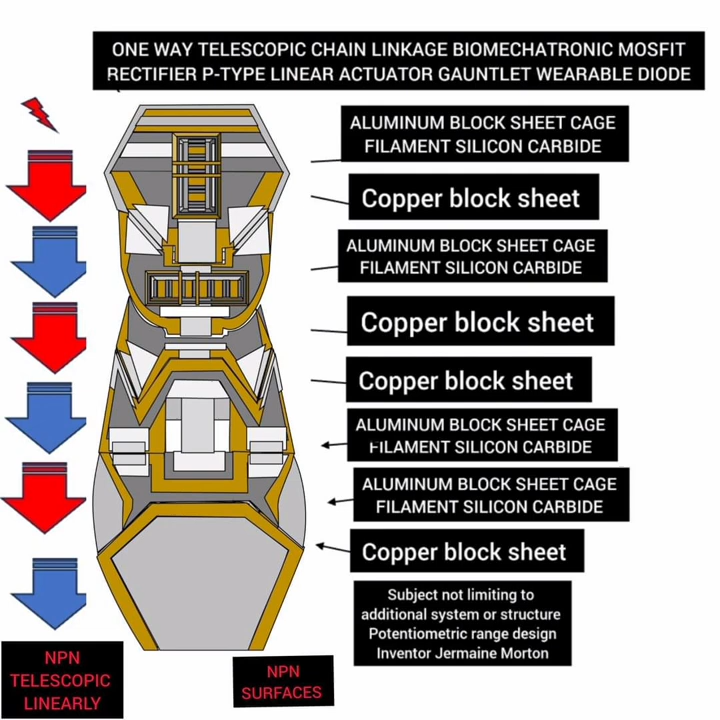 ONE WAY TELESCOPIC CHAIN LINKAGE BIOMECHATRONIC MOSFIT
RECTIFIER P-TYPE LINEAR ACTUATOR GAUNTLET WEARABLE DIODE
ALUMINUM BLOCK SHEET CAGE
FILAMENT SILICON CARBIDE
Copper block sheet
ALUMINUM BLOCK SHEET CAGE
FILAMENT SILICON CARBIDE
Copper block sheet
Copper block sheet
ALUMINUM BLOCK SHEET CAGE
FILAMENT SILICON CARBIDE
ALUMINUM BLOCK SHEET CAGE
FILAMENT SILICON CARBIDE
Copper block sheet
Subject not limiting to
additional system or structure
Potentiometric range design
Inventor Jermaine Morton
NPN
TELESCOPIC
LINEARLY
NPN
SURFACES